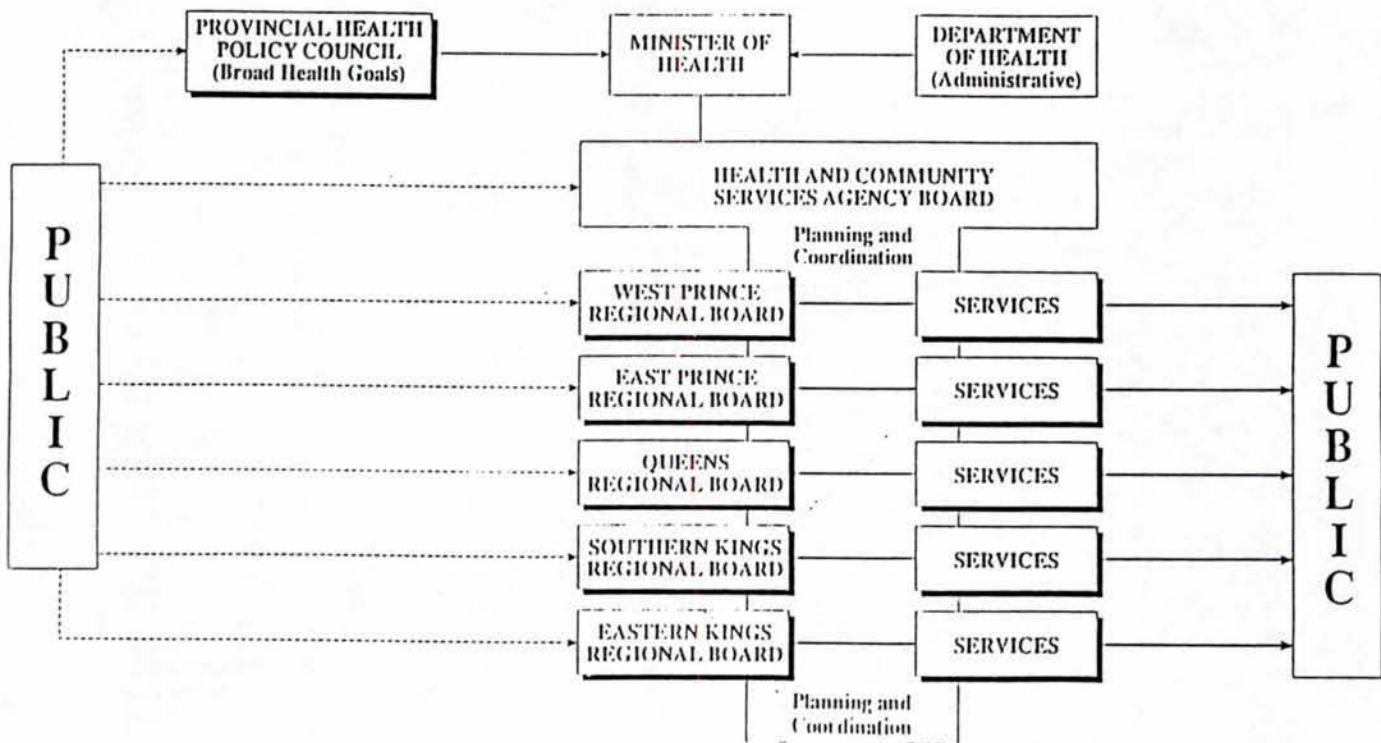 PROVINCIAL HEALTH
POLICY COUNCIL
(Broad Health Goals)
MINISTER OF
HEALTH
DEPARTMENT
OF HEALTH
(Administrative)
PUBLIC
HEALTH AND COMMUNITY
SERVICES AGENCY BOARD
Planning and
Coordination
WEST PRINCE
REGIONAL BOARD
SERVICES
EAST PRINCE
REGIONAL BOARD
SERVICES
QUEENS
REGIONAL BOARD
SERVICES
SOUTHERN KINGS
REGIONAL BOARD
SERVICES
EASTERN KINGS
REGIONAL BOARD
SERVICES
PUBLIC
Planning and
Coordination